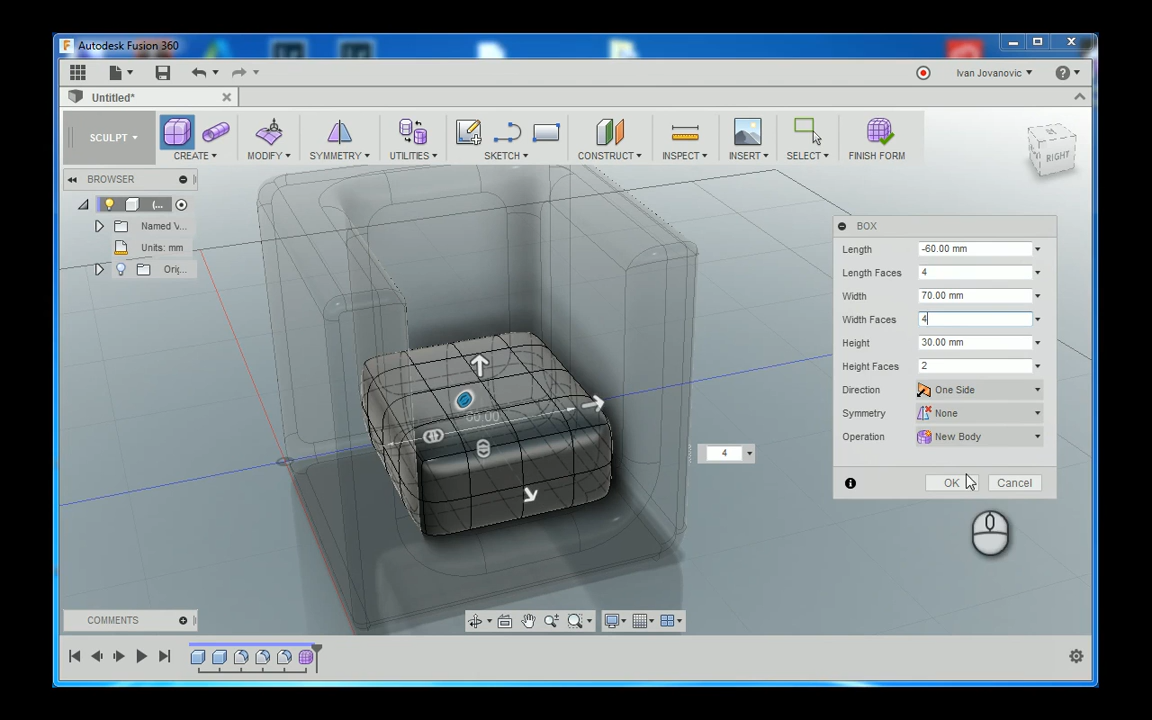 Autodesk Fusion 360
Ivan Jovanovic
Untitled*
SCULPT
CREATE
MODIFY
SYMMETRY
UTILITIES
SKETCH
CONSTRUCT
INSPECT
INSERT
SELECT
FINISH FORM
RIGHT
BROWSER
(...
Named V...
Units: mm
Orig...
BOX
Length -60.00 mm
Length Faces 4
Width 70.00 mm
Width Faces 4
Height 30.00 mm
Height Faces 2
Direction One Side
Symmetry None
Operation New Body
OK Cancel
4
COMMENTS